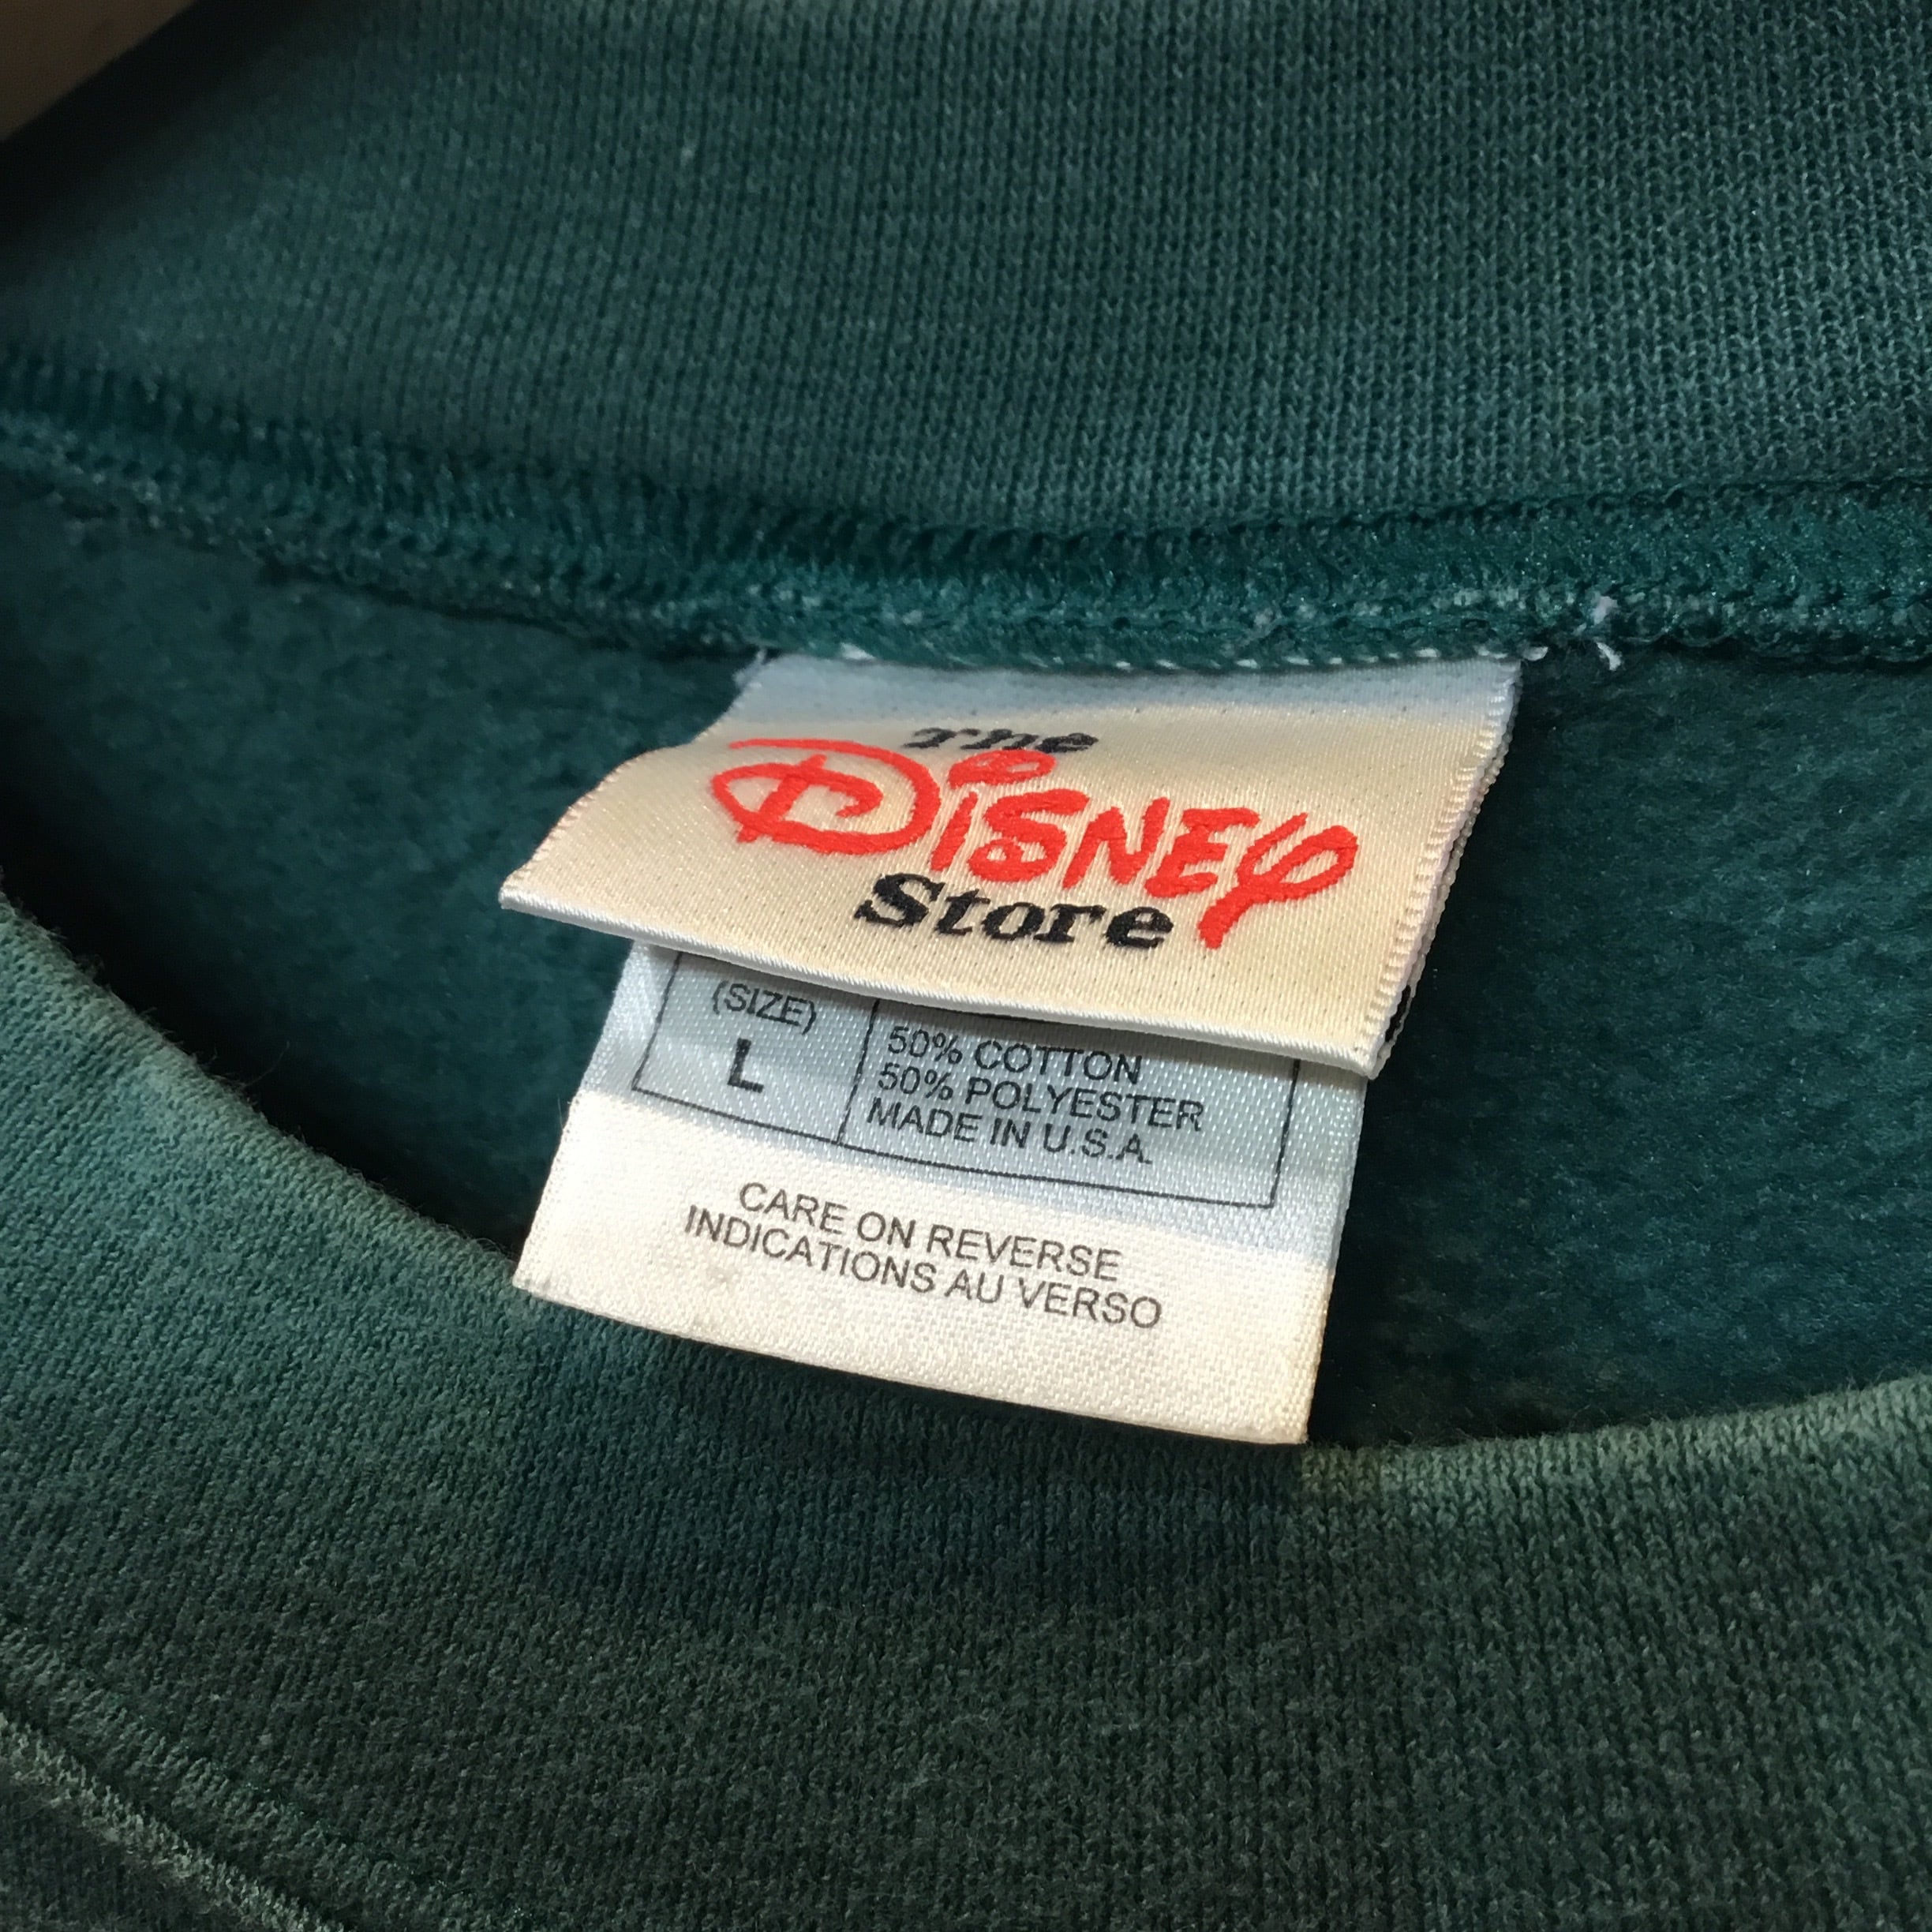 The
Disney
Store
(SIZE)
L
50% COTTON
50% POLYESTER
MADE IN U.S.A.
CARE ON REVERSE
INDICATIONS AU VERSO